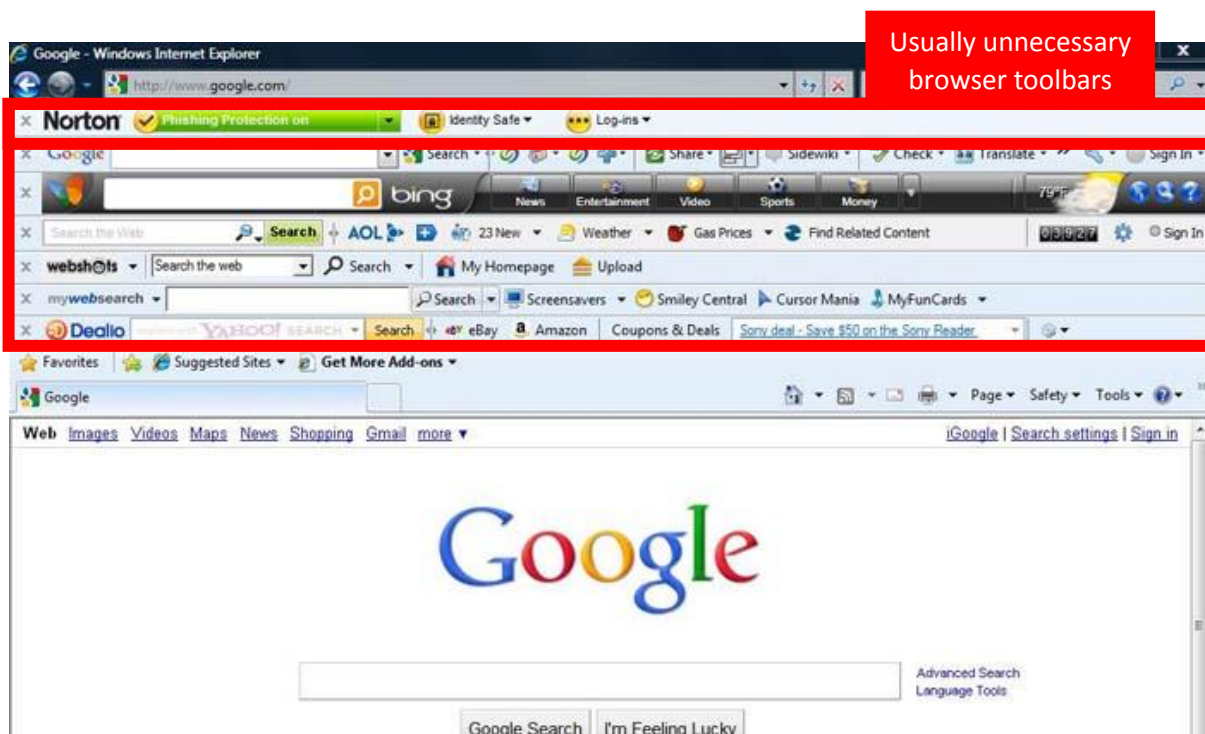 Usually unnecessary
browser toolbars
Google - Windows Internet Explorer
http://www.google.com/
Norton Phishing Protection on Identity Safe Log-ins
Google Search Share Sidewiki Check Translate Sign In
bing News Entertainment Video Sports Money 79°F
Search the Web Search AOL 23 New Weather Gas Prices Find Related Content Sign In
websh@ts Search the web Search My Homepage Upload
mywebsearch Search Screensavers Smiley Central Cursor Mania MyFunCards
Dealio YAHOO! SEARCH Search eBay Amazon Coupons & Deals Sony deal - Save $50 on the Sony Reader
Favorites Suggested Sites Get More Add-ons
Google Page Safety Tools
Web Images Videos Maps News Shopping Gmail more iGoogle | Search settings | Sign in
Google
Advanced Search
Language Tools
Google Search I'm Feeling Lucky